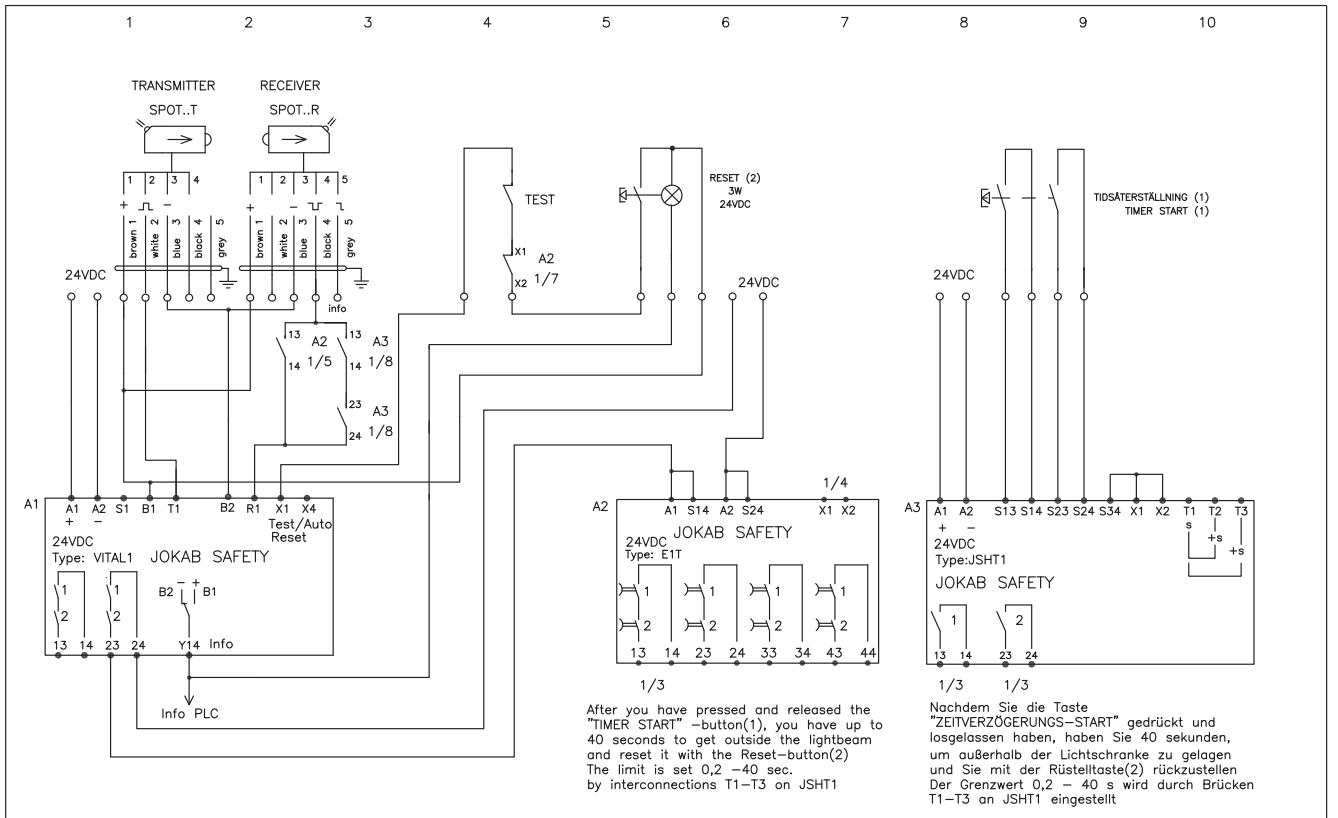 1 2 3 4 5 6 7 8 9 10
TRANSMITTER RECEIVER
SPOT..T SPOT..R
1 2 3 4 1 2 3 4 5
+ − + −
brown 1
white 2
blue 3
black 4
grey 5
brown 1
white 2
blue 3
black 4
grey 5
24VDC
info
TEST
X1 A2
X2 1/7
RESET (2)
3W
24VDC
24VDC
TIDSÅTERSTÄLLNING (1)
TIMER START (1)
24VDC
13 A2
14 1/5
13 A3
14 1/8
23 A3
24 1/8
A1
A1 A2 S1 B1 T1 B2 R1 X1 X4
+ − Test/Auto
Reset
24VDC
Type: VITAL1 JOKAB SAFETY
1 1 B2 − + B1
2 2
13 14 23 24 Y14 Info
Info PLC
1/4
A2
A1 S14 A2 S24 X1 X2
JOKAB SAFETY
24VDC
Type: E1T
1 1 1 1
2 2 2 2
13 14 23 24 33 34 43 44
1/3
A3
A1 A2 S13 S14 S23 S24 S34 X1 X2 T1 T2 T3
+ − s +s +s
24VDC
Type:JSHT1
JOKAB SAFETY
1 2
13 14 23 24
1/3 1/3
After you have pressed and released the
"TIMER START" −button(1), you have up to
40 seconds to get outside the lightbeam
and reset it with the Reset−button(2)
The limit is set 0,2 −40 sec.
by interconnections T1−T3 on JSHT1
Nachdem Sie die Taste
"ZEITVERZÖGERUNGS−START" gedrückt und
losgelassen haben, haben Sie 40 sekunden,
um außerhalb der Lichtschranke zu gelagen
und Sie mit der Rüstelltaste(2) rückzustellen
Der Grenzwert 0,2 − 40 s wird durch Brücken
T1−T3 an JSHT1 eingestellt